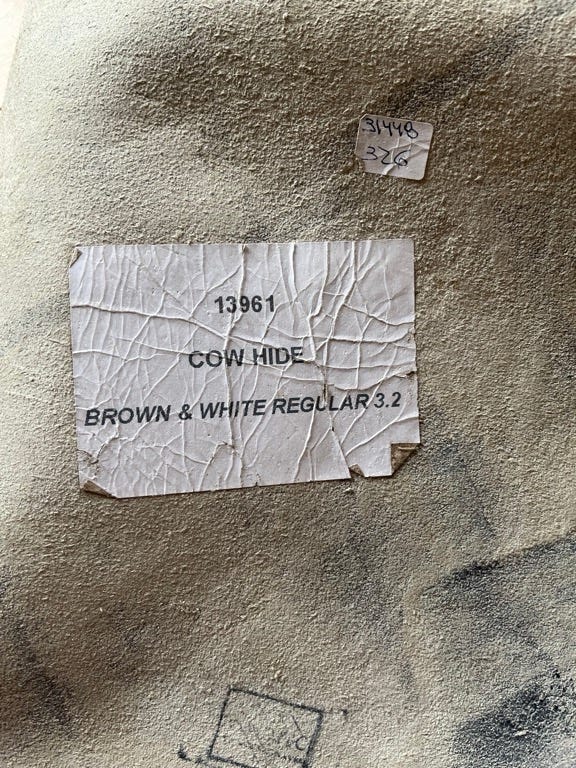 31448
326
13961
COW HIDE
BROWN & WHITE REGULAR 3.2